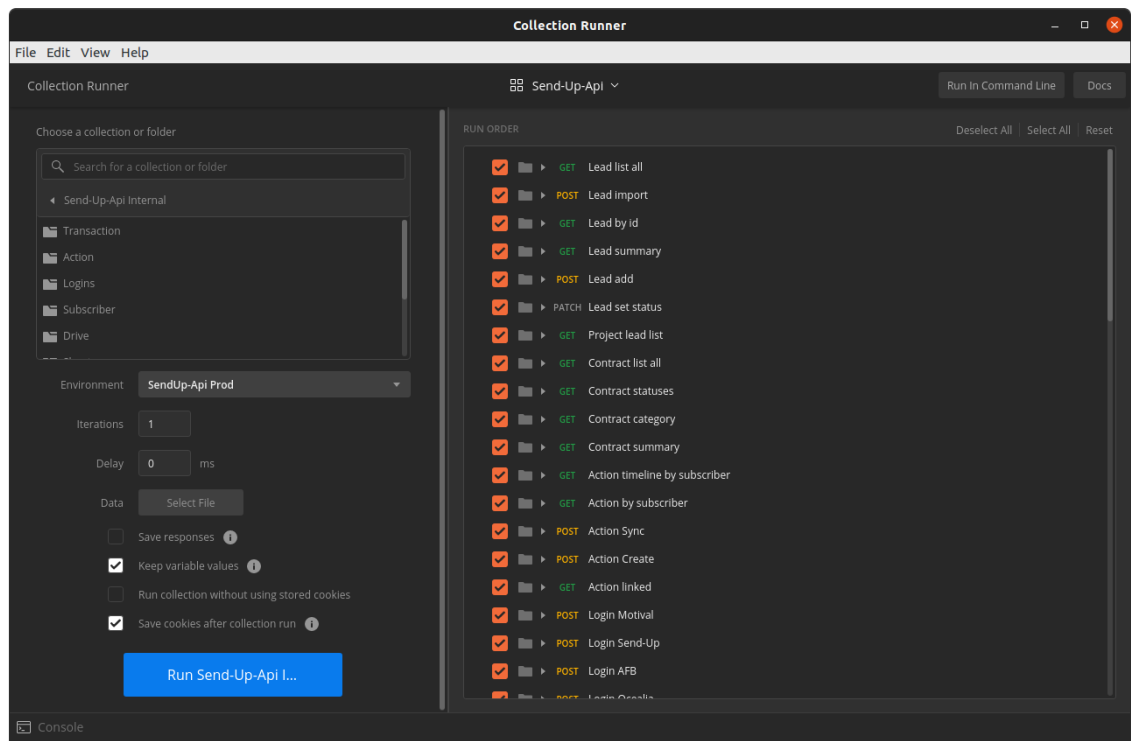 Collection Runner
File Edit View Help
Collection Runner
Send-Up-Api
Run In Command Line
Docs
Choose a collection or folder
Search for a collection or folder
Send-Up-Api Internal
Transaction
Action
Logins
Subscriber
Drive
Environment
SendUp-Api Prod
Iterations
1
Delay
0
ms
Data
Select File
Save responses
Keep variable values
Run collection without using stored cookies
Save cookies after collection run
Run Send-Up-Api I...
RUN ORDER
Deselect All
Select All
Reset
GET Lead list all
POST Lead import
GET Lead by id
GET Lead summary
POST Lead add
PATCH Lead set status
GET Project lead list
GET Contract list all
GET Contract statuses
GET Contract category
GET Contract summary
GET Action timeline by subscriber
GET Action by subscriber
POST Action Sync
POST Action Create
GET Action linked
POST Login Motival
POST Login Send-Up
POST Login AFB
POST Login
Console